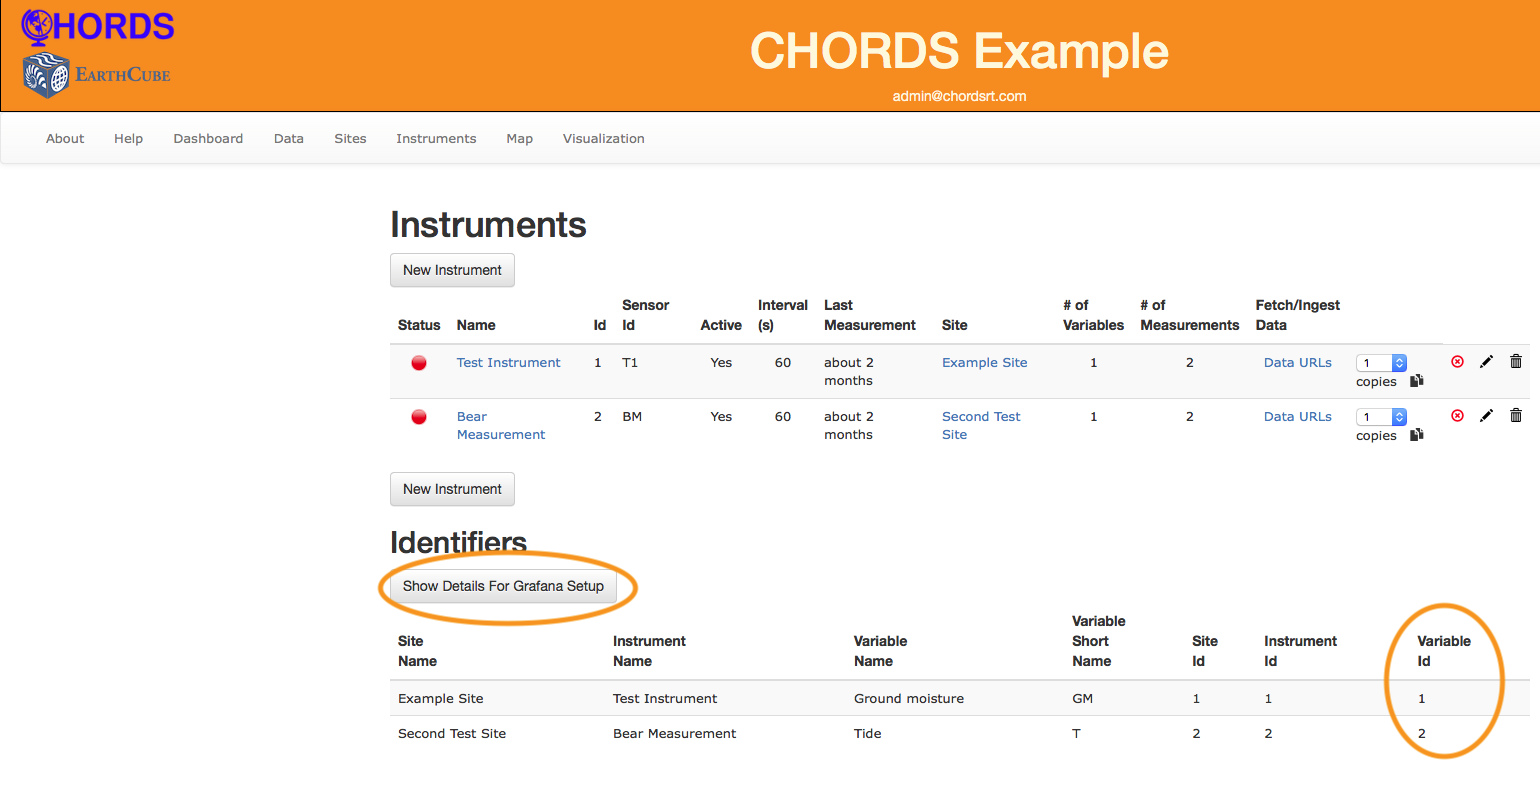 CHORDS
EARTHCUBE
CHORDS Example
admin@chordsrt.com
About Help Dashboard Data Sites Instruments Map Visualization
Instruments
New Instrument
Sensor Interval Last # of # of Fetch/Ingest
Status Name Id Id Active (s) Measurement Site Variables Measurements Data
Test Instrument 1 T1 Yes 60 about 2 Example Site 1 2 Data URLs 1
months copies
Bear 2 BM Yes 60 about 2 Second Test 1 2 Data URLs 1
Measurement months Site copies
New Instrument
Identifiers
Show Details For Grafana Setup
Variable
Site Instrument Variable Short Site Instrument Variable
Name Name Name Name Id Id Id
Example Site Test Instrument Ground moisture GM 1 1 1
Second Test Site Bear Measurement Tide T 2 2 2